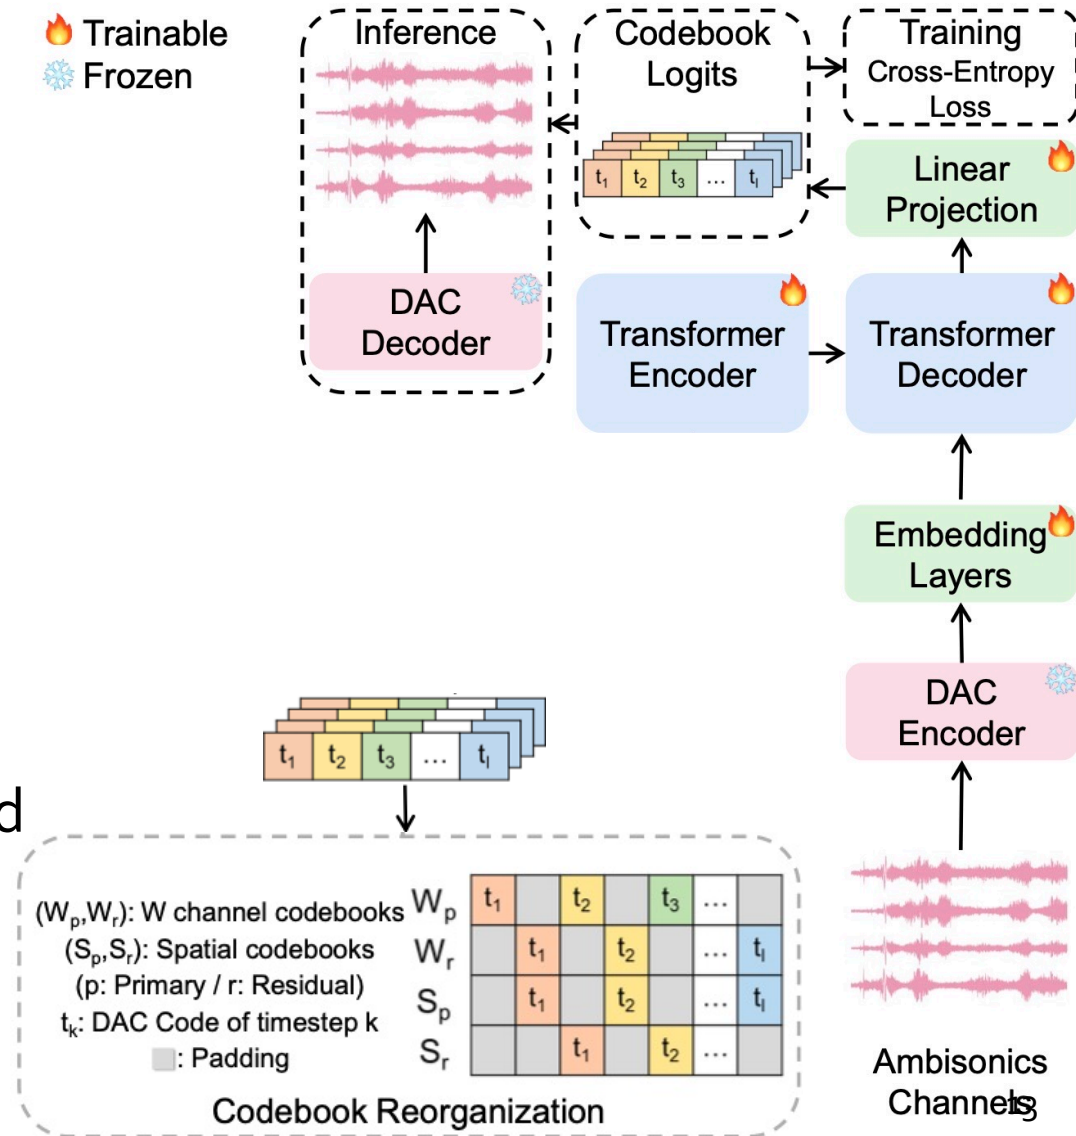 Trainable
Frozen
Inference
Codebook
Logits
t1 t2 t3 ... tl
Training
Cross-Entropy
Loss
Linear
Projection
DAC
Decoder
Transformer
Encoder
Transformer
Decoder
Embedding
Layers
DAC
Encoder
t1 t2 t3 ... tl
d
(Wp,Wr): W channel codebooks
(Sp,Sr): Spatial codebooks
(p: Primary / r: Residual)
tk: DAC Code of timestep k
: Padding
Wp t1 t2 t3 ...
Wr t1 t2 ... tl
Sp t1 t2 ... tl
Sr t1 t2 ...
Codebook Reorganization
Ambisonics
Channels
13